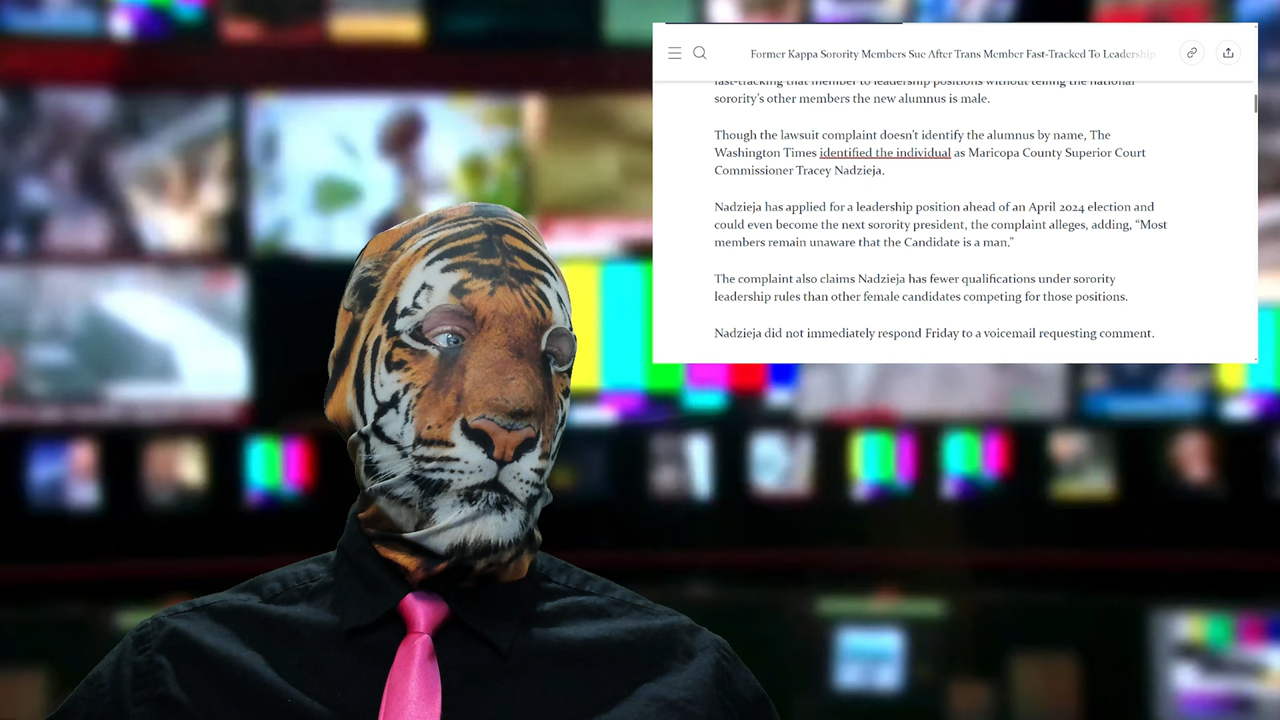 Former Kappa Sorority Members Sue After Trans Member Fast-Tracked To Leadership
fast-tracking that member to leadership positions without telling the national
sorority's other members the new alumnus is male.
Though the lawsuit complaint doesn't identify the alumnus by name, The
Washington Times identified the individual as Maricopa County Superior Court
Commissioner Tracey Nadzieja.
Nadzieja has applied for a leadership position ahead of an April 2024 election and
could even become the next sorority president, the complaint alleges, adding, “Most
members remain unaware that the Candidate is a man.”
The complaint also claims Nadzieja has fewer qualifications under sorority
leadership rules than other female candidates competing for those positions.
Nadzieja did not immediately respond Friday to a voicemail requesting comment.